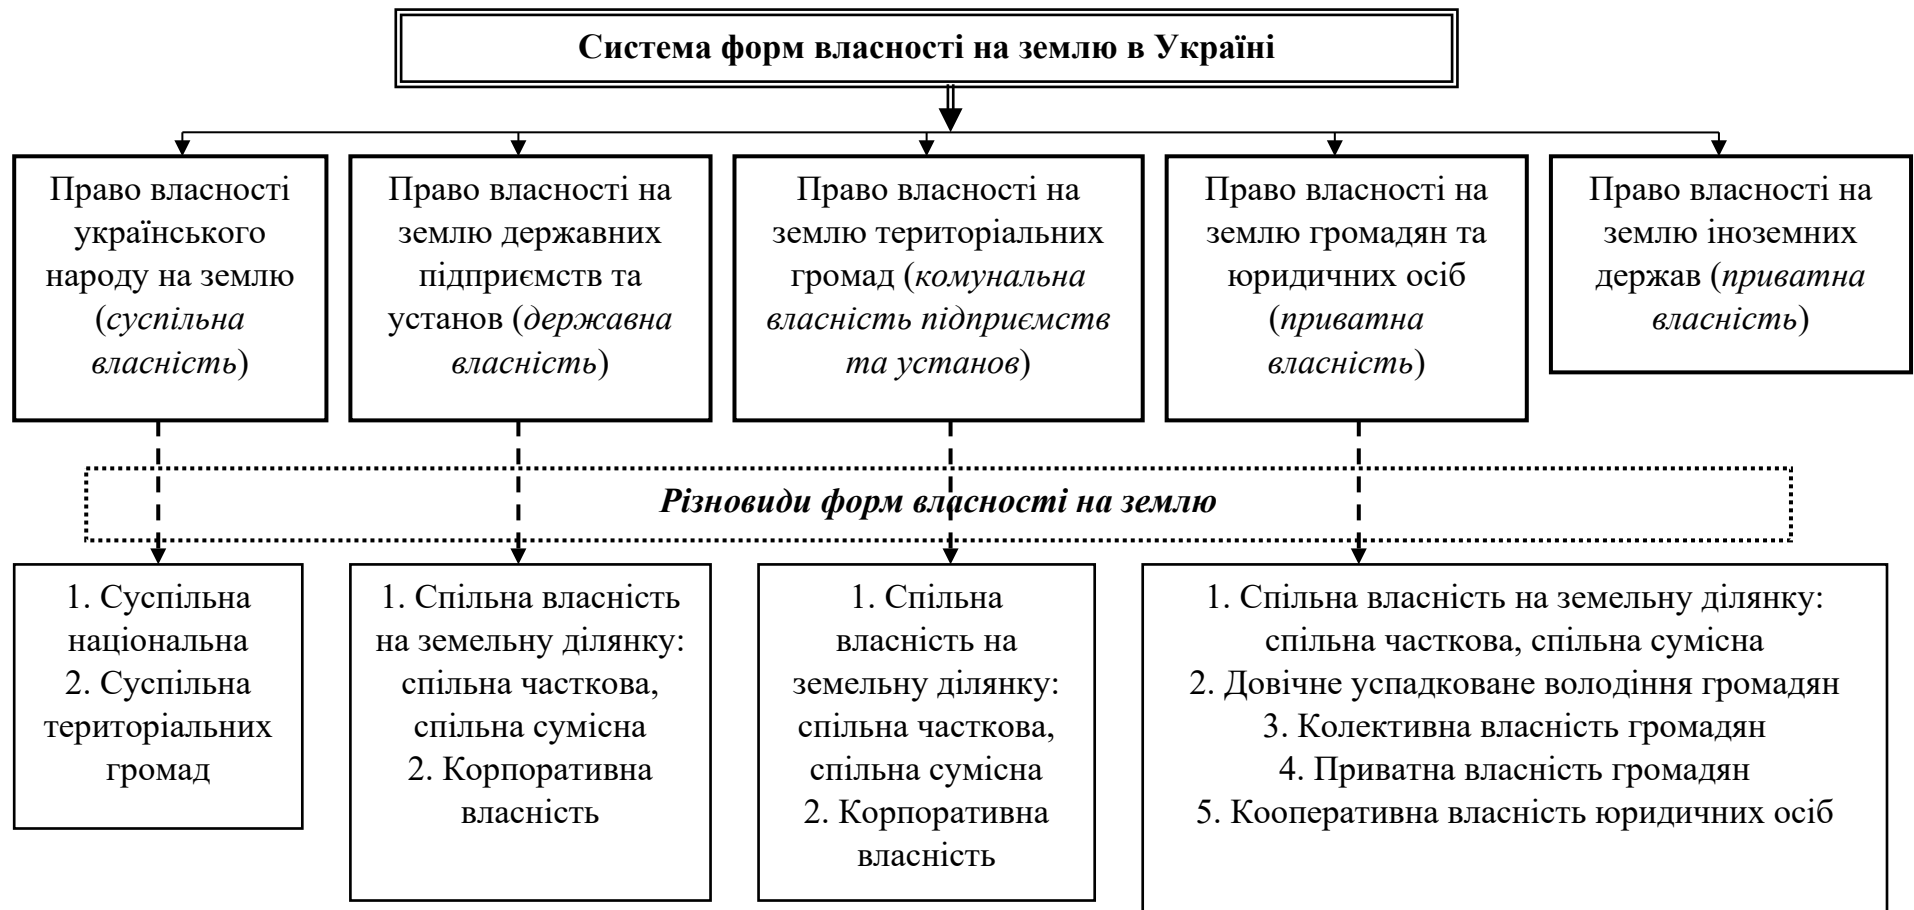 Система форм власності на землю в Україні
Право власності
українського
народу на землю
(суспільна
власність)
Право власності на
землю державних
підприємств та
установ (державна
власність)
Право власності на
землю територіальних
громад (комунальна
власність підприємств
та установ)
Право власності на
землю громадян та
юридичних осіб
(приватна
власність)
Право власності на
землю іноземних
держав (приватна
власність)
Різновиди форм власності на землю
1. Суспільна
національна
2. Суспільна
територіальних
громад
1. Спільна власність
на земельну ділянку:
спільна часткова,
спільна сумісна
2. Корпоративна
власність
1. Спільна
власність на
земельну ділянку:
спільна часткова,
спільна сумісна
2. Корпоративна
власність
1. Спільна власність на земельну ділянку:
спільна часткова, спільна сумісна
2. Довічне успадковане володіння громадян
3. Колективна власність громадян
4. Приватна власність громадян
5. Кооперативна власність юридичних осіб